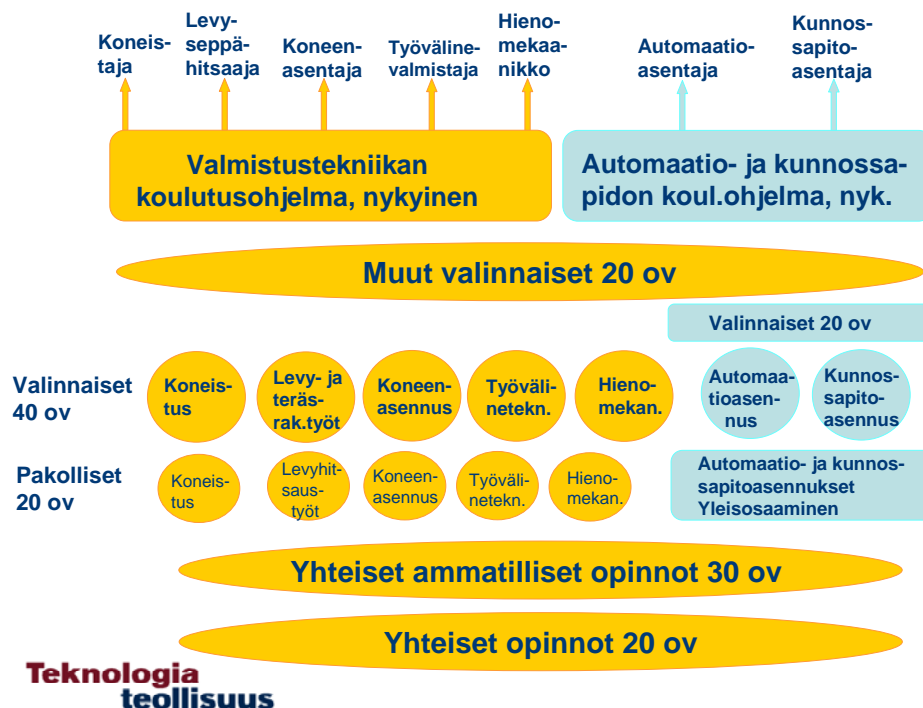 Koneis-
taja
Levy-
seppä-
hitsaaja
Koneen-
asentaja
Työväline-
valmistaja
Hieno-
mekaa-
nikko
Automaatio-
asentaja
Kunnos-
sapito-
asentaja
Valmistustekniikan
koulutusohjelma, nykyinen
Automaatio- ja kunnossa-
pidon koul.ohjelma, nyk.
Muut valinnaiset 20 ov
Valinnaiset 20 ov
Valinnaiset
40 ov
Koneis-
tus
Levy- ja
teräs-
rak.työt
Koneen-
asennus
Työväli-
netekn.
Hieno-
mekan.
Automaa-
tioasen-
nus
Kunnos-
sapito-
asennus
Pakolliset
20 ov
Koneis-
tus
Levyhit-
saus-
työt
Koneen-
asennus
Työväli-
netekn.
Hieno-
mekan.
Automaatio- ja kunnos-
sapitoasennukset
Yleisosaaminen
Yhteiset ammatilliset opinnot 30 ov
Yhteiset opinnot 20 ov
Teknologia
teollisuus